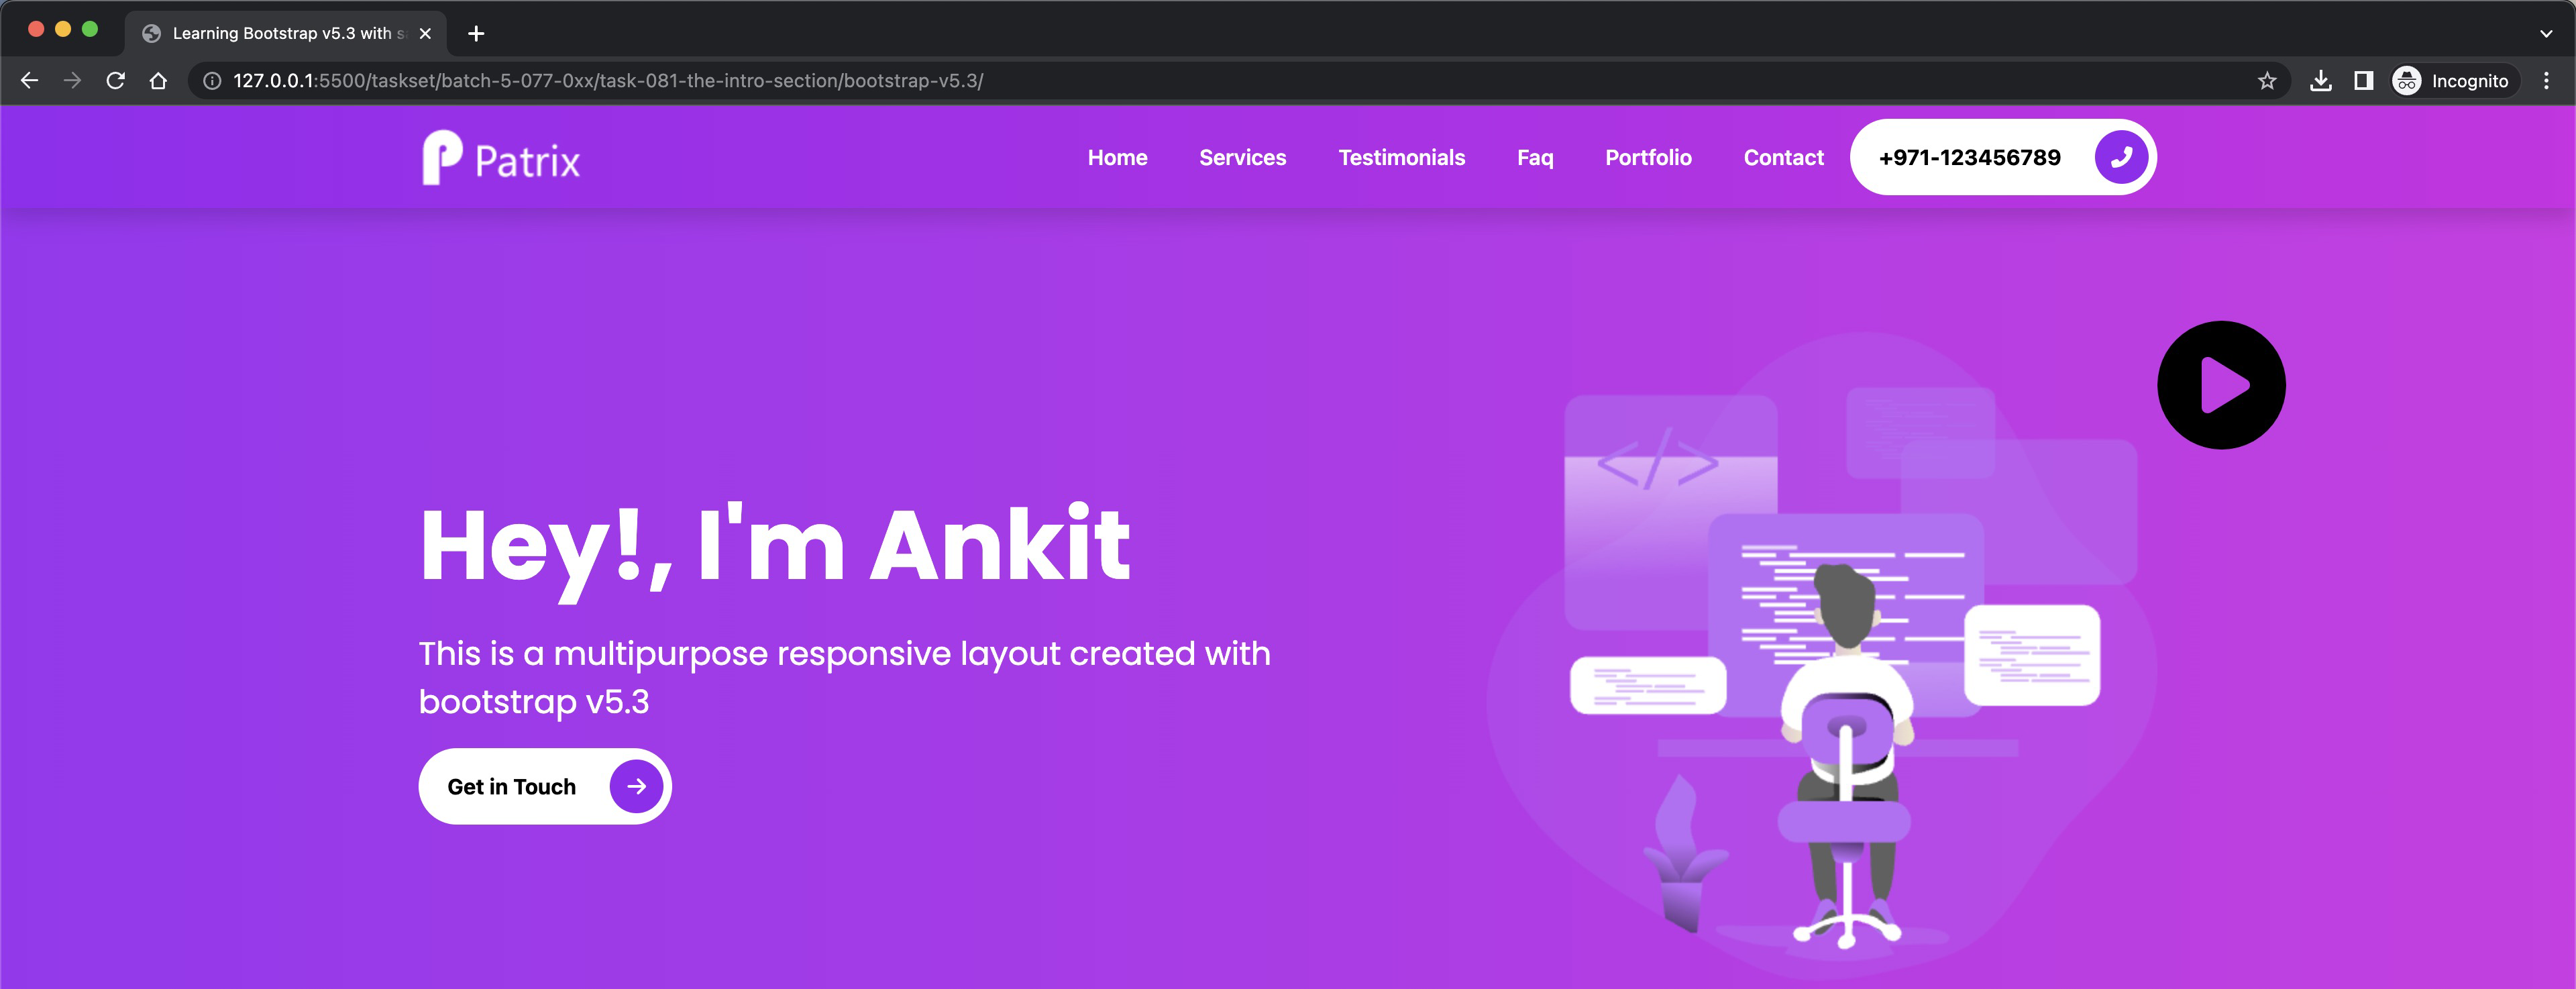 Learning Bootstrap v5.3 with s
127.0.0.1:5500/taskset/batch-5-077-0xx/task-081-the-intro-section/bootstrap-v5.3/
Incognito
Patrix
Home Services Testimonials Faq Portfolio Contact +971-123456789
</>
Hey!, I'm Ankit
This is a multipurpose responsive layout created with
bootstrap v5.3
Get in Touch